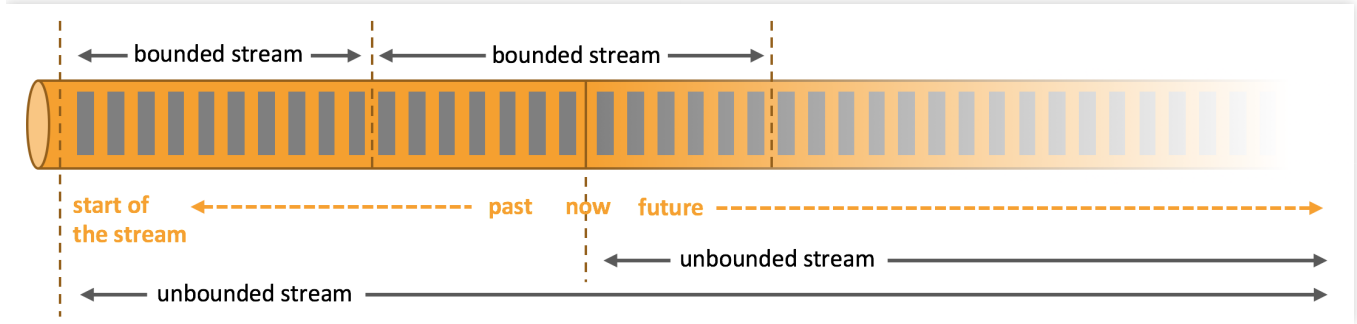 bounded stream
bounded stream
start of
the stream
past
now
future
unbounded stream
unbounded stream